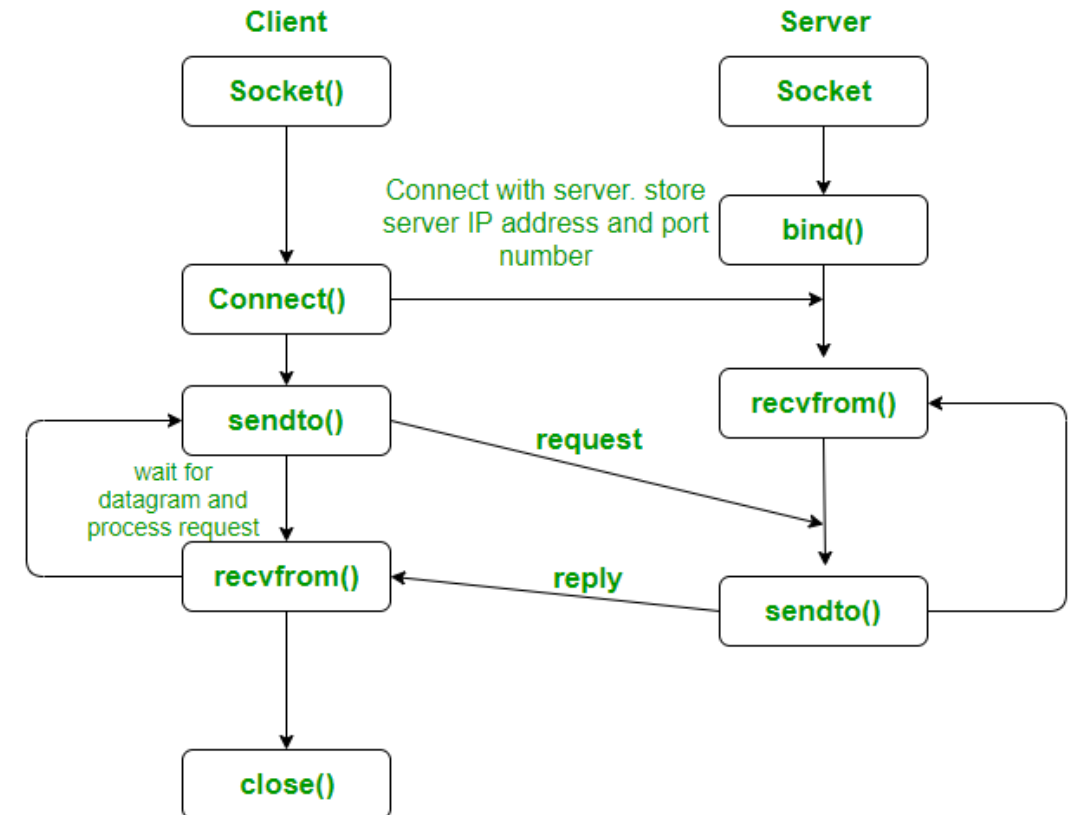 Client
Server
Socket()
Socket
Connect with server. store
server IP address and port
number
bind()
Connect()
sendto()
recvfrom()
request
wait for
datagram and
process request
recvfrom()
reply
sendto()
close()